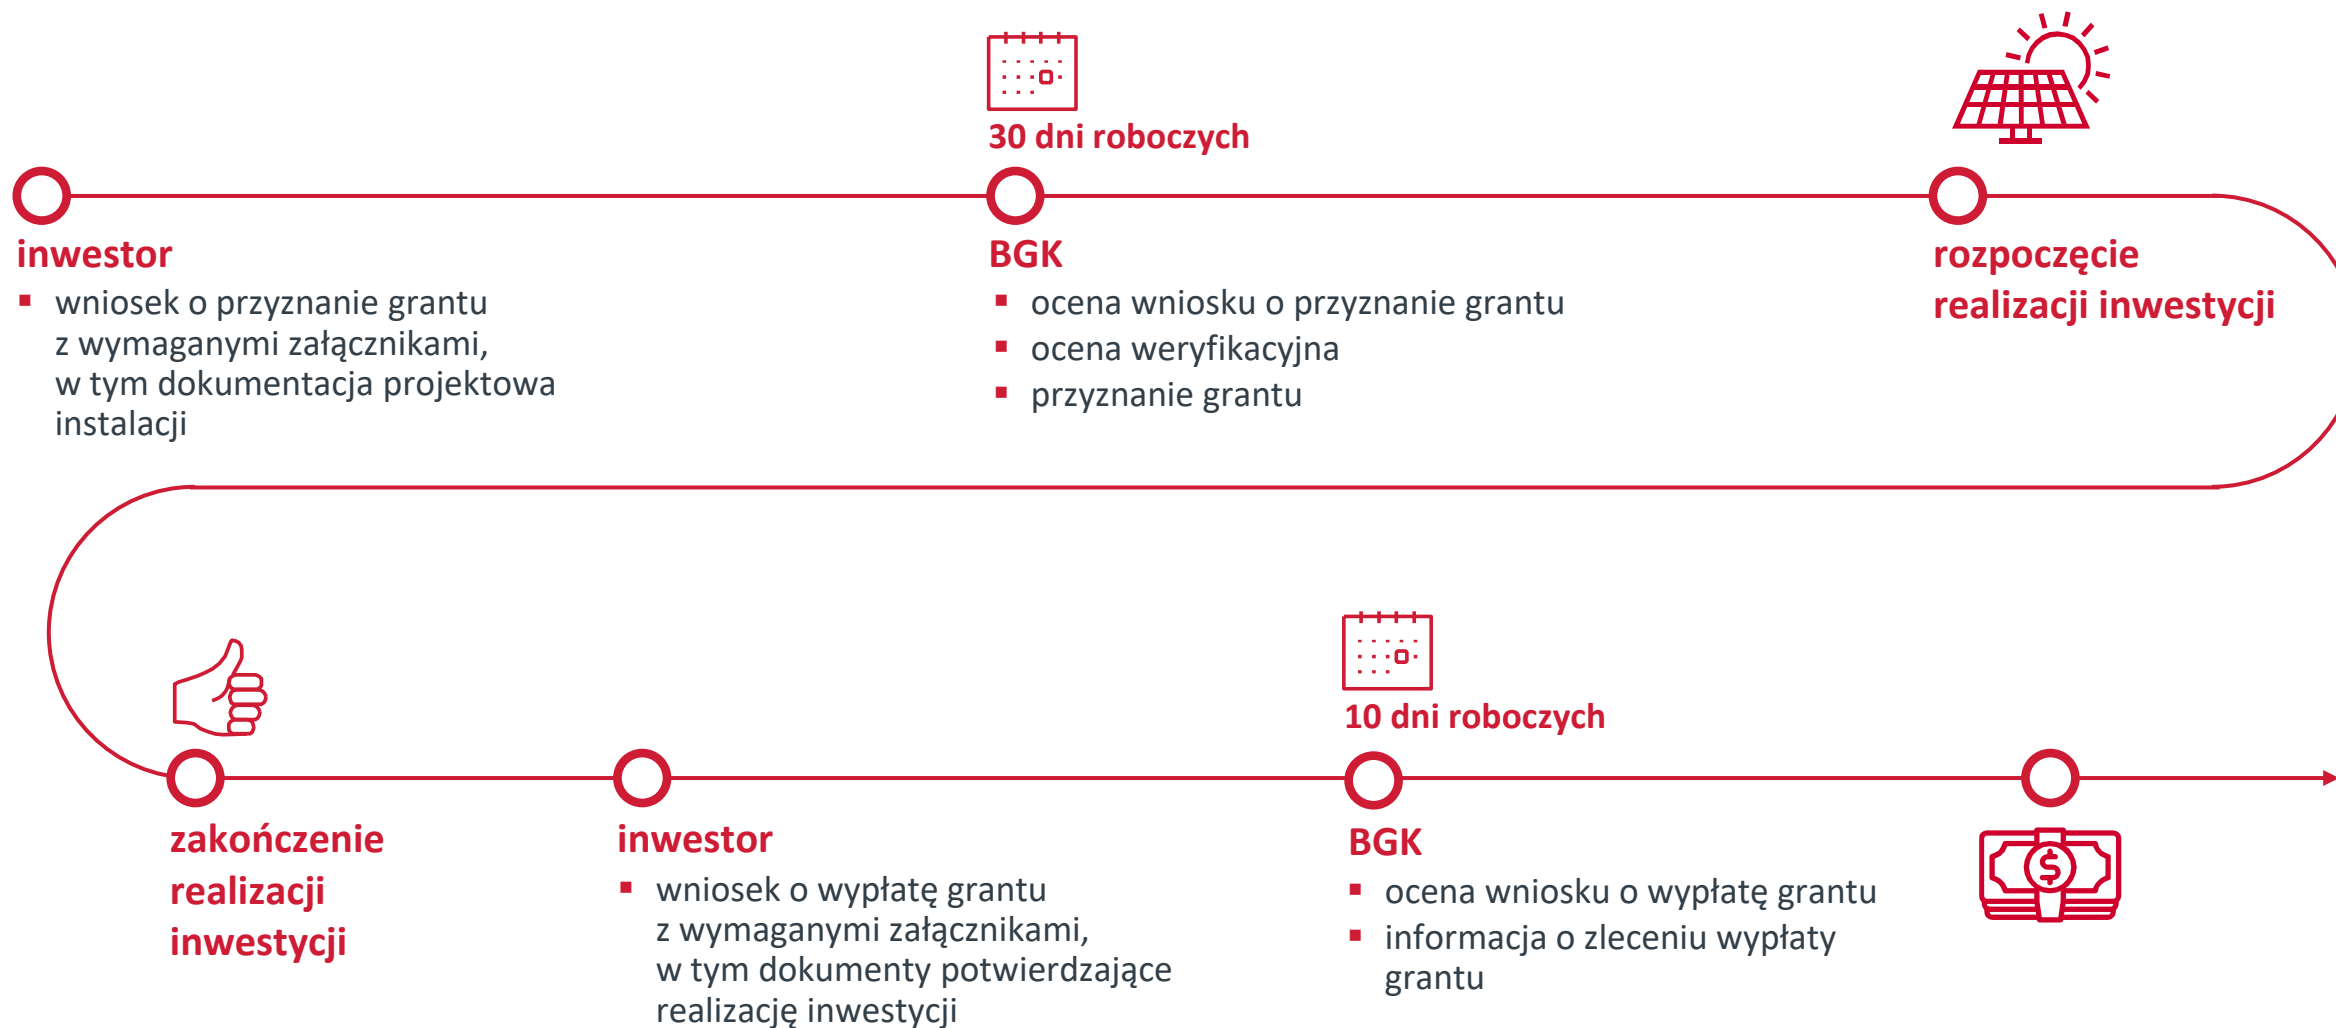 30 dni roboczych
inwestor
▪ wniosek o przyznanie grantu
z wymaganymi załącznikami,
w tym dokumentacja projektowa
instalacji
BGK
▪ ocena wniosku o przyznanie grantu
▪ ocena weryfikacyjna
▪ przyznanie grantu
rozpoczęcie
realizacji inwestycji
10 dni roboczych
zakończenie
realizacji
inwestycji
inwestor
▪ wniosek o wypłatę grantu
z wymaganymi załącznikami,
w tym dokumenty potwierdzające
realizację inwestycji
BGK
▪ ocena wniosku o wypłatę grantu
▪ informacja o zleceniu wypłaty
grantu
$